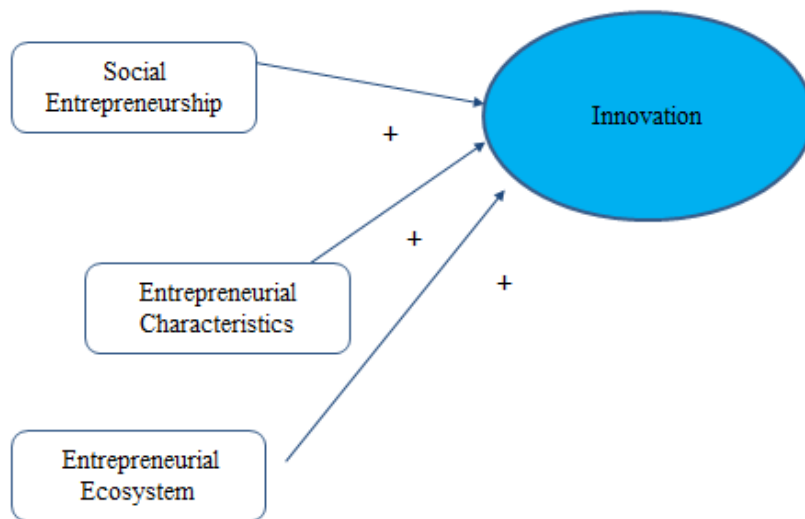 Social
Entrepreneurship
Innovation
+
Entrepreneurial
Characteristics
+
+
Entrepreneurial
Ecosystem